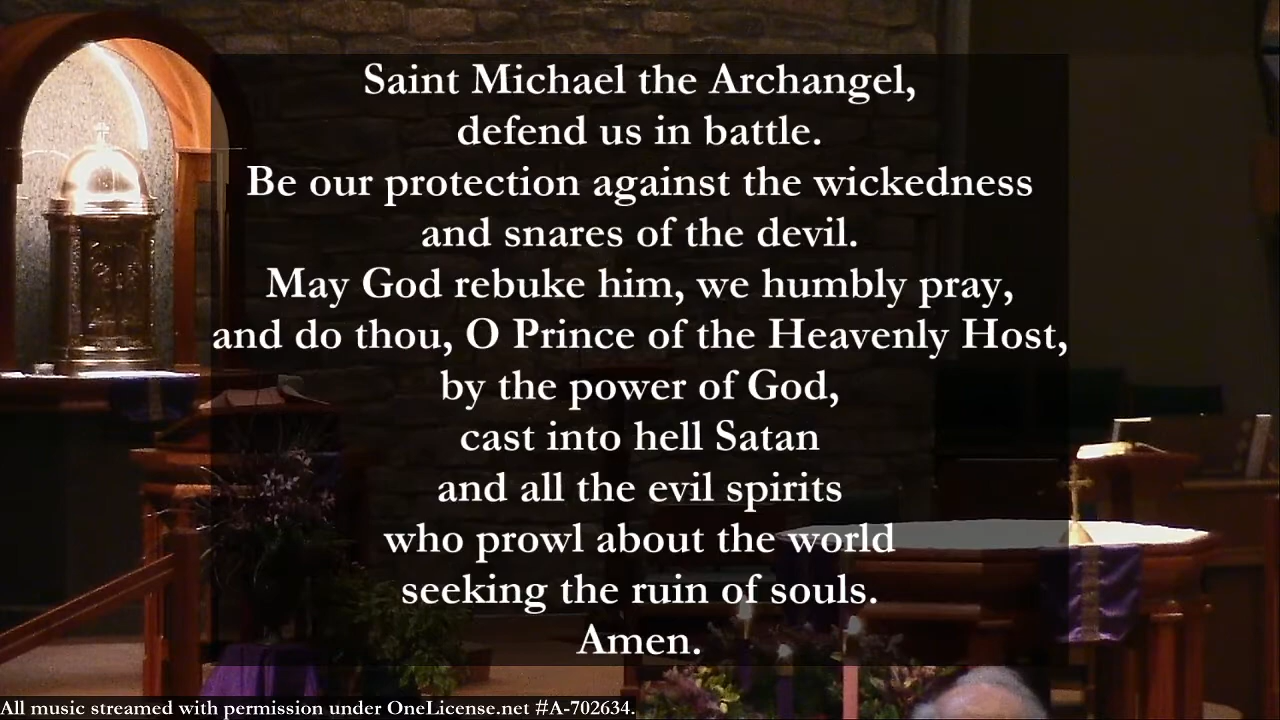 Saint Michael the Archangel,
defend us in battle.
Be our protection against the wickedness
and snares of the devil.
May God rebuke him, we humbly pray,
and do thou, O Prince of the Heavenly Host,
by the power of God,
cast into hell Satan
and all the evil spirits
who prowl about the world
seeking the ruin of souls.
Amen.
All music streamed with permission under OneLicense.net #A-702634.